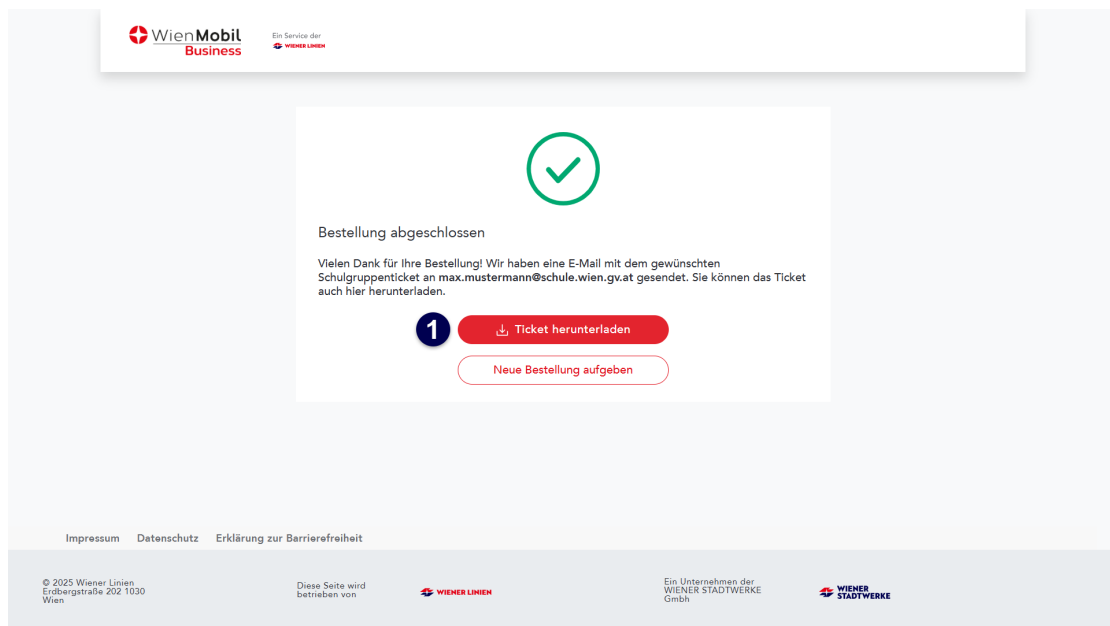 WienMobil
Business
Ein Service der
WIENER LINIEN
Bestellung abgeschlossen
Vielen Dank für Ihre Bestellung! Wir haben eine E-Mail mit dem gewünschten
Schulgruppenticket an max.mustermann@schule.wien.gv.at gesendet. Sie können das Ticket
auch hier herunterladen.
1
Ticket herunterladen
Neue Bestellung aufgeben
Impressum Datenschutz Erklärung zur Barrierefreiheit
© 2025 Wiener Linien
Erdbergstraße 202 1030
Wien
Diese Seite wird
betrieben von
WIENER LINIEN
Ein Unternehmen der
WIENER STADTWERKE
Gmbh
WIENER
STADTWERKE